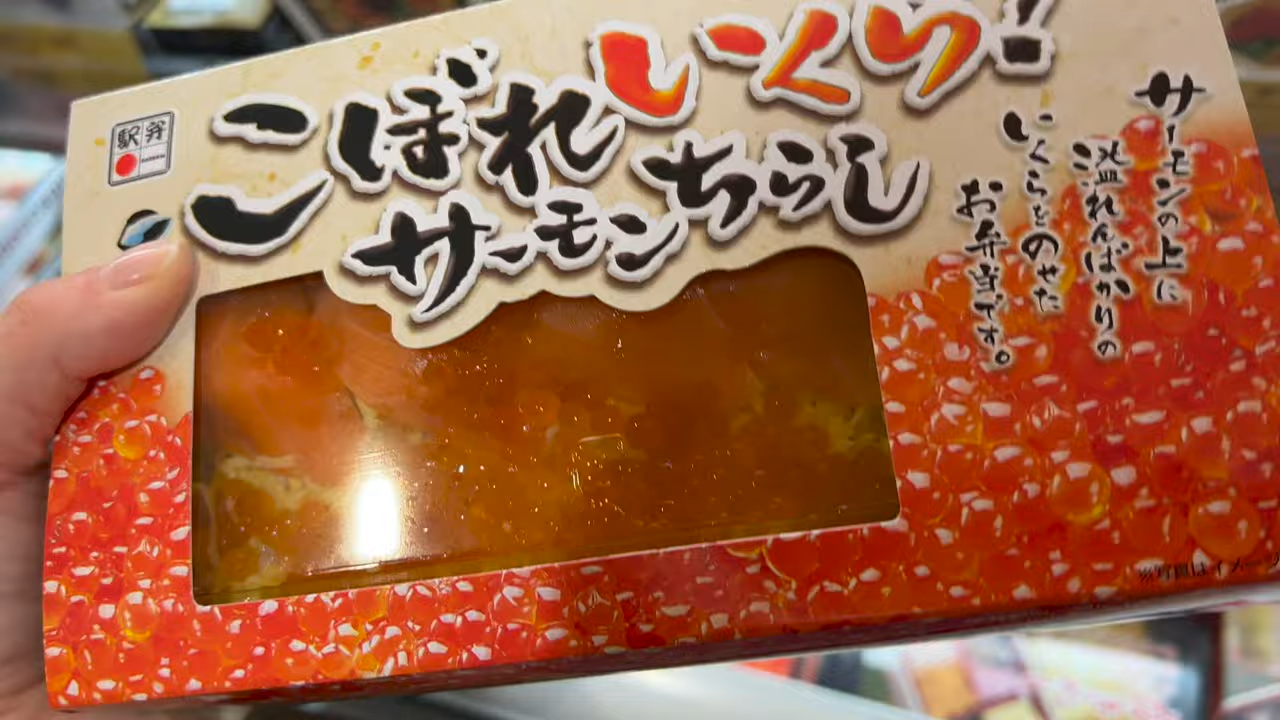 駅弁
こぼれいくら!
サーモンちらし
サーモンの上に
溢れんばかりの
いくらをのせた
お弁当です。
※写真はイメージ